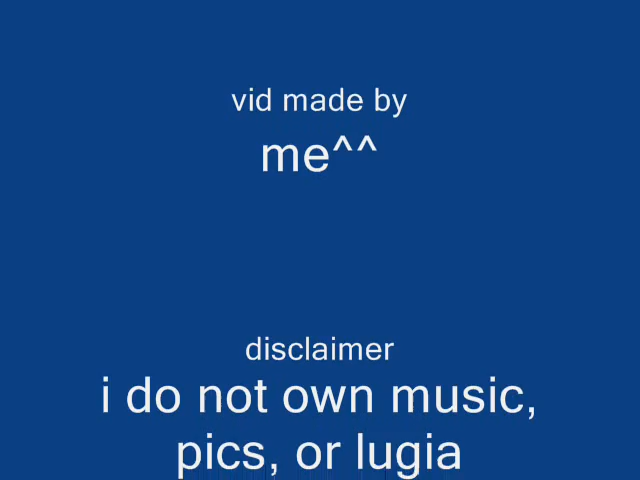 vid made by
me^^
disclaimer
i do not own music,
pics, or lugia